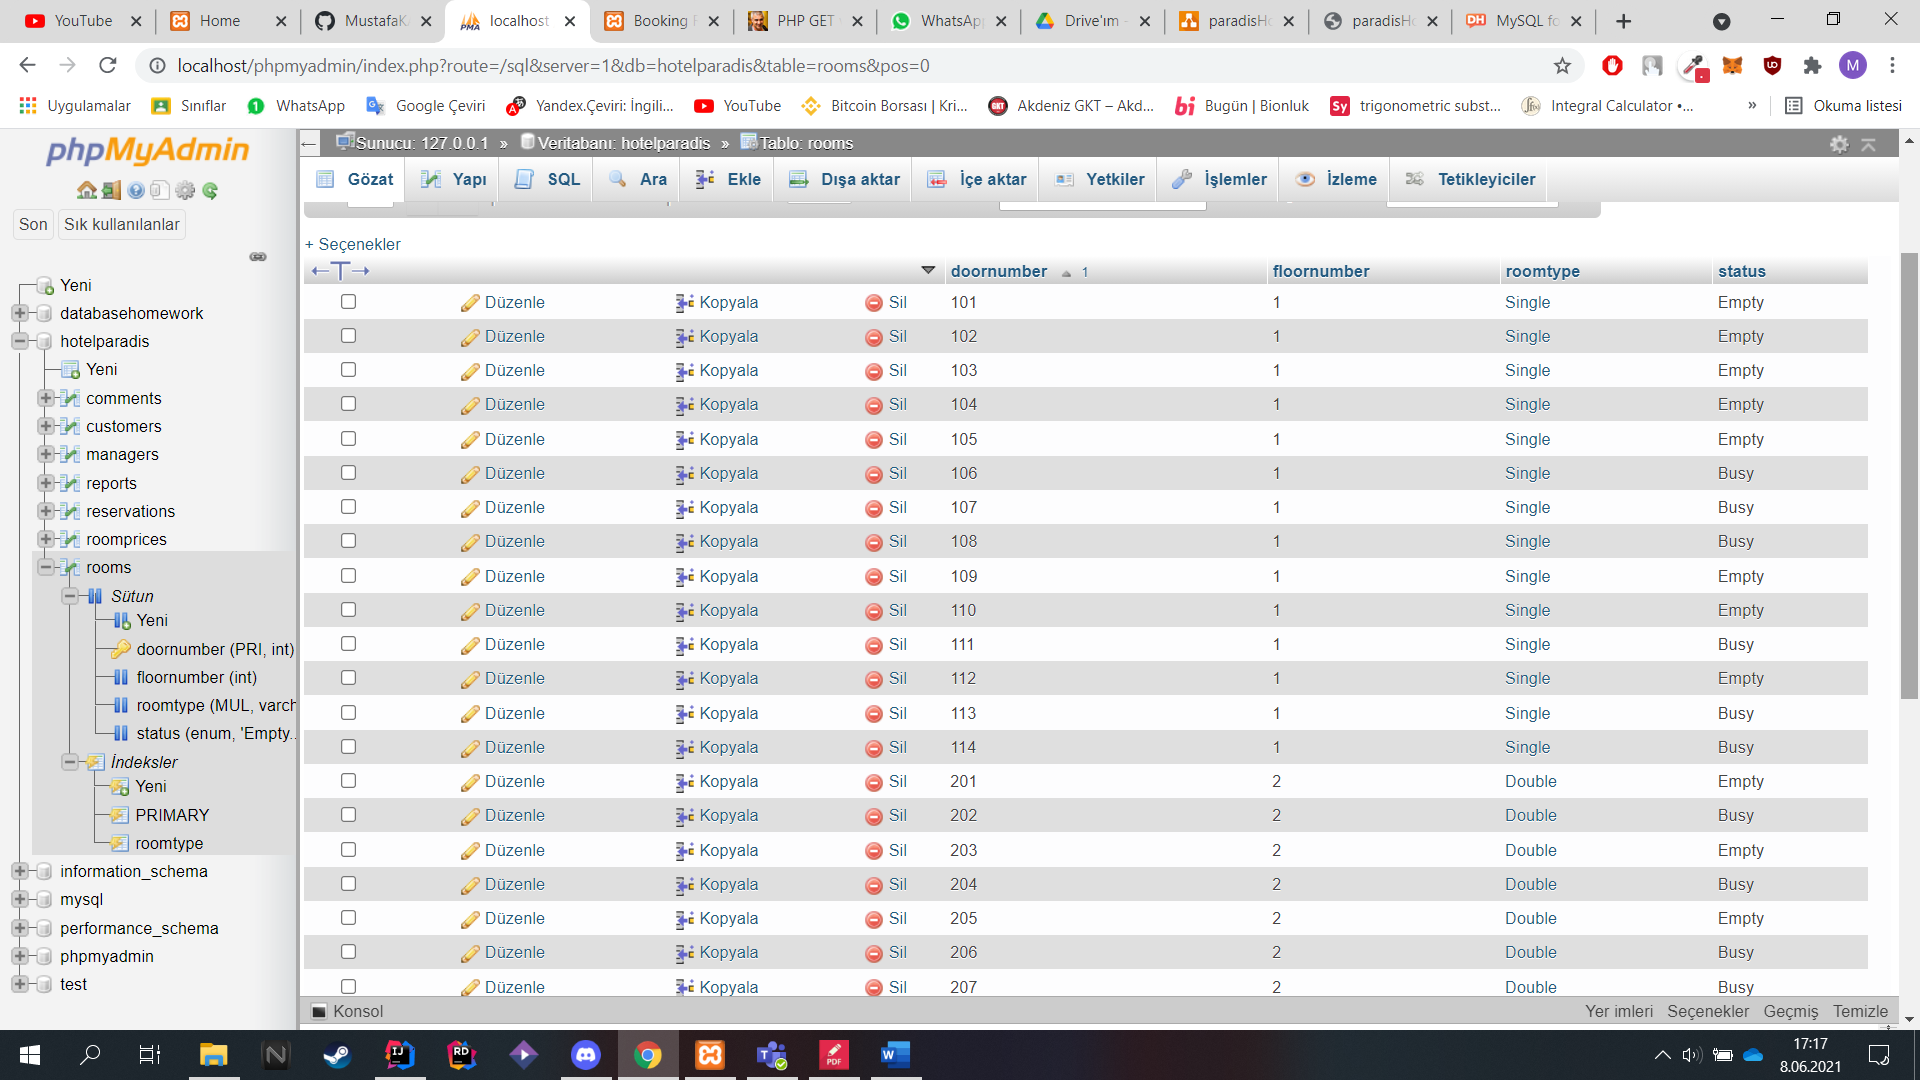 YouTube
Home
MustafaKA
localhost
Booking F
PHP GET
WhatsApp
Drive'ım -
paradisHo
paradisHo
MySQL fo
localhost/phpmyadmin/index.php?route=/sql&server=1&db=hotelparadis&table=rooms&pos=0
M
Uygulamalar
Sınıflar
WhatsApp
Google Çeviri
Yandex.Çeviri: İngili...
YouTube
Bitcoin Borsası | Kri...
Akdeniz GKT – Akd...
Bugün | Bionluk
trigonometric subst...
Integral Calculator •...
»
Okuma listesi
phpMyAdmin
Son
Sık kullanılanlar
Yeni
databasehomework
hotelparadis
Yeni
comments
customers
managers
reports
reservations
roomprices
rooms
Sütun
Yeni
doornumber (PRI, int)
floornumber (int)
roomtype (MUL, varch
status (enum, 'Empty..
İndeksler
Yeni
PRIMARY
roomtype
information_schema
mysql
performance_schema
phpmyadmin
test
Sunucu: 127.0.0.1 » Veritabanı: hotelparadis » Tablo: rooms
Gözat Yapı SQL Ara Ekle Dışa aktar İçe aktar Yetkiler İşlemler İzleme Tetikleyiciler
+ Seçenekler
←T→ doornumber 1 floornumber roomtype status
Düzenle Kopyala Sil 101 1 Single Empty
Düzenle Kopyala Sil 102 1 Single Empty
Düzenle Kopyala Sil 103 1 Single Empty
Düzenle Kopyala Sil 104 1 Single Empty
Düzenle Kopyala Sil 105 1 Single Empty
Düzenle Kopyala Sil 106 1 Single Busy
Düzenle Kopyala Sil 107 1 Single Busy
Düzenle Kopyala Sil 108 1 Single Busy
Düzenle Kopyala Sil 109 1 Single Empty
Düzenle Kopyala Sil 110 1 Single Empty
Düzenle Kopyala Sil 111 1 Single Busy
Düzenle Kopyala Sil 112 1 Single Empty
Düzenle Kopyala Sil 113 1 Single Busy
Düzenle Kopyala Sil 114 1 Single Busy
Düzenle Kopyala Sil 201 2 Double Empty
Düzenle Kopyala Sil 202 2 Double Busy
Düzenle Kopyala Sil 203 2 Double Empty
Düzenle Kopyala Sil 204 2 Double Busy
Düzenle Kopyala Sil 205 2 Double Empty
Düzenle Kopyala Sil 206 2 Double Busy
Düzenle Kopyala Sil 207 2 Double Busy
Konsol
Yer imleri Seçenekler Geçmiş Temizle
17:17
8.06.2021